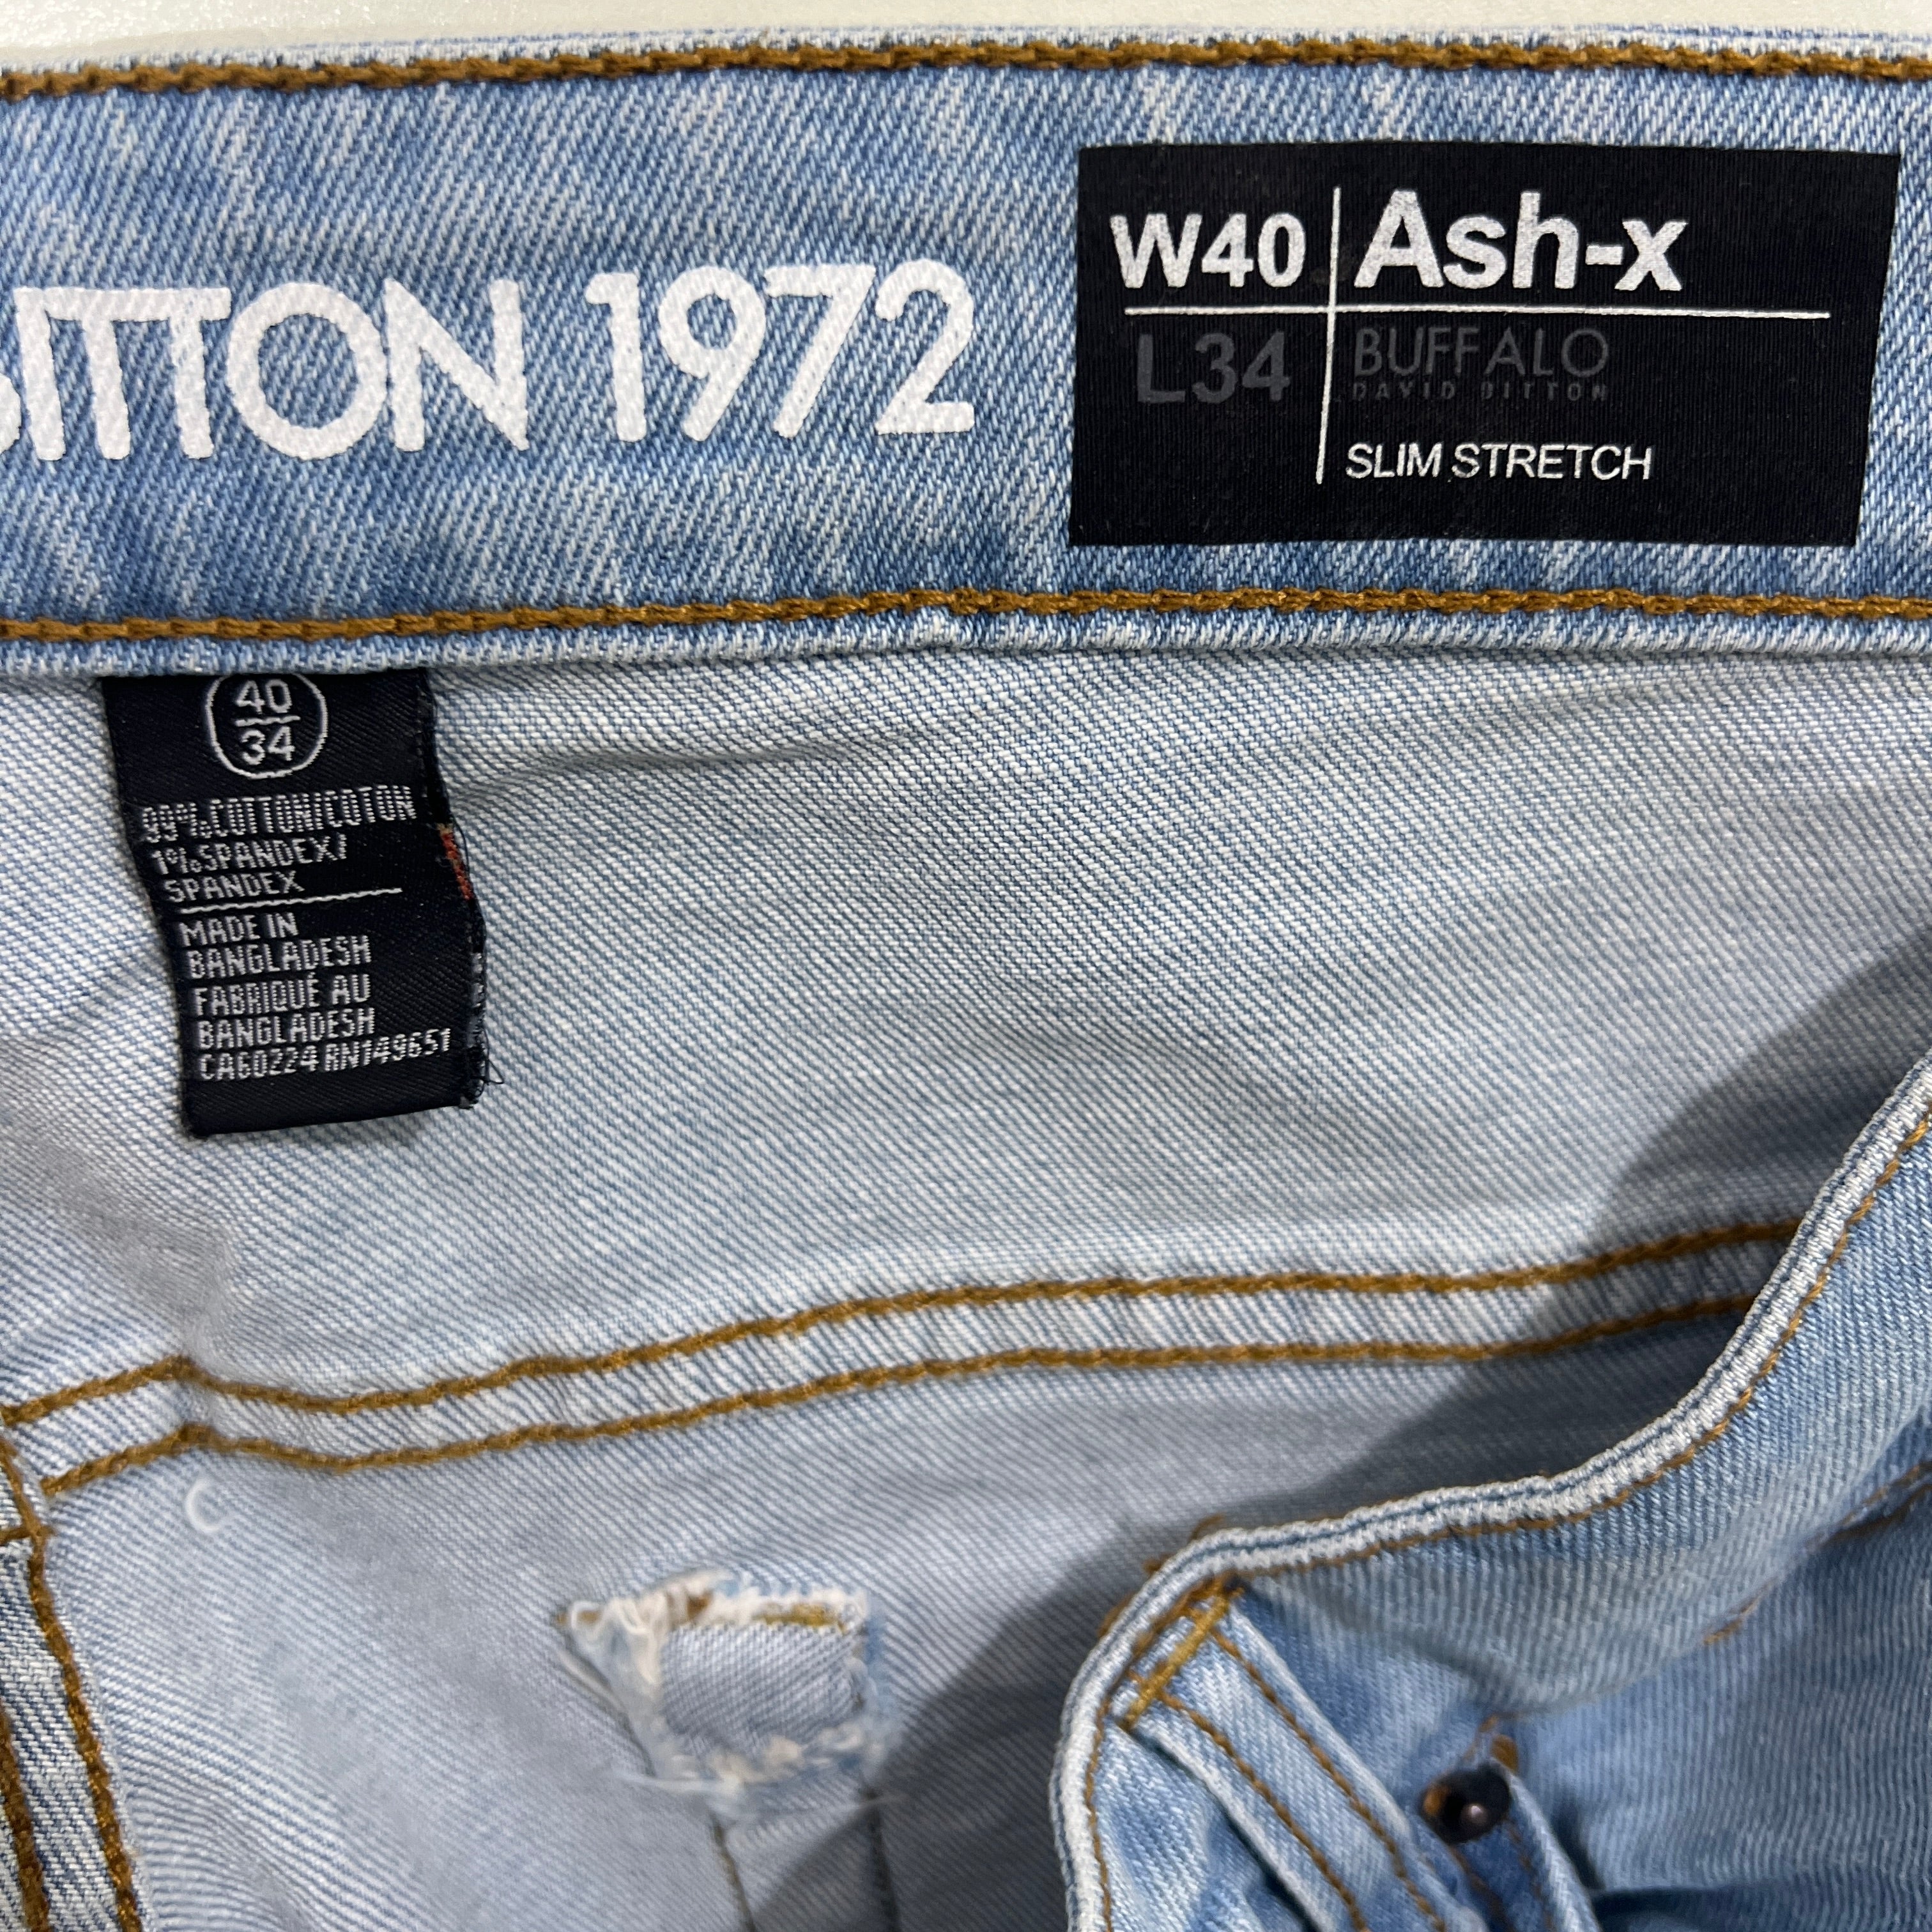 BITTON 1972
W40 Ash-x
L34 BUFFALO
DAVID BITTON
SLIM STRETCH
40
34
99%COTTON/COTON
1%SPANDEX/
SPANDEX
MADE IN
BANGLADESH
FABRIQUÉ AU
BANGLADESH
CA60224 RN149651